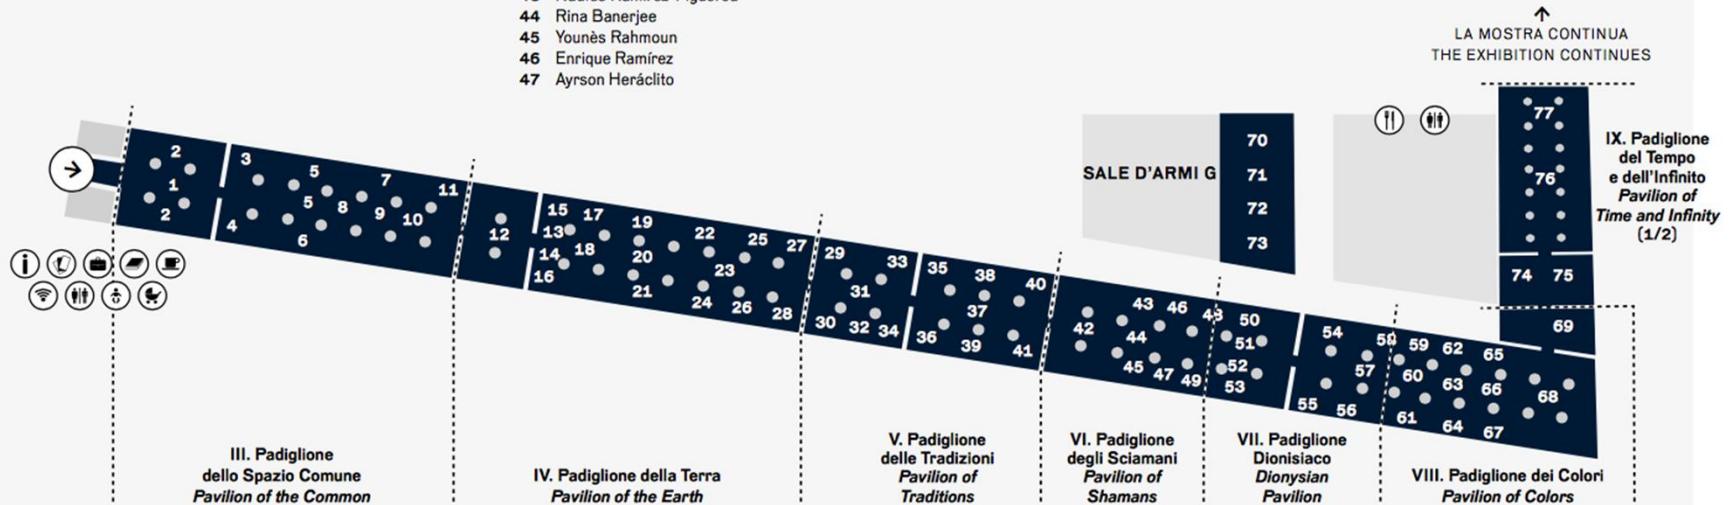 44 Rina Banerjee
45 Younès Rahmoun
46 Enrique Ramírez
47 Ayrson Heráclito
LA MOSTRA CONTINUA
THE EXHIBITION CONTINUES
77
76
74 75
69
IX. Padiglione
del Tempo
e dell'Infinito
Pavilion of
Time and Infinity
(1/2)
SALE D'ARMI G
70
71
72
73
2
1
2
3
5
7
11
5
8
9
10
4
6
12
15
17
19
22
25
27
13
18
20
23
14
16
21
24
26
28
29
33
31
30
32
34
35
38
40
37
36
39
41
42
43
46
48
44
45
47
49
50
51
52
53
54
58
57
55
56
59
62
65
60
63
66
68
61
64
67
III. Padiglione
dello Spazio Comune
Pavilion of the Common
IV. Padiglione della Terra
Pavilion of the Earth
V. Padiglione
delle Tradizioni
Pavilion of
Traditions
VI. Padiglione
degli Sciamani
Pavilion of
Shamans
VII. Padiglione
Dionisiaco
Dionysian
Pavilion
VIII. Padiglione dei Colori
Pavilion of Colors